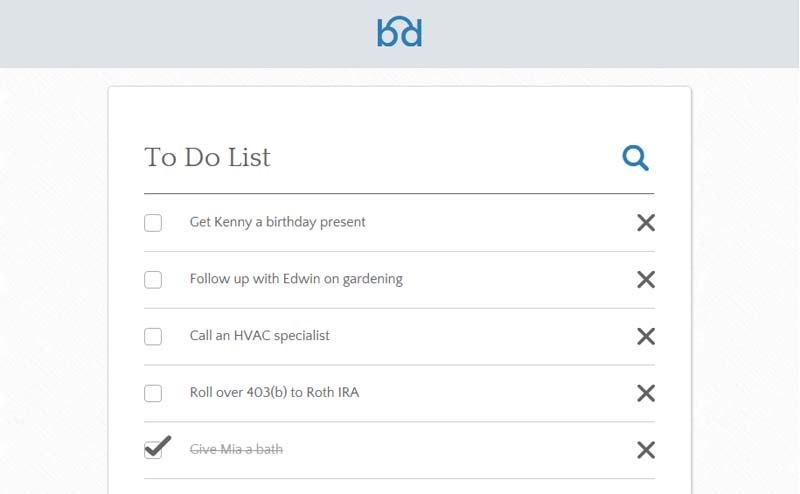 bd
To Do List
Get Kenny a birthday present
Follow up with Edwin on gardening
Call an HVAC specialist
Roll over 403(b) to Roth IRA
Give Mia a bath